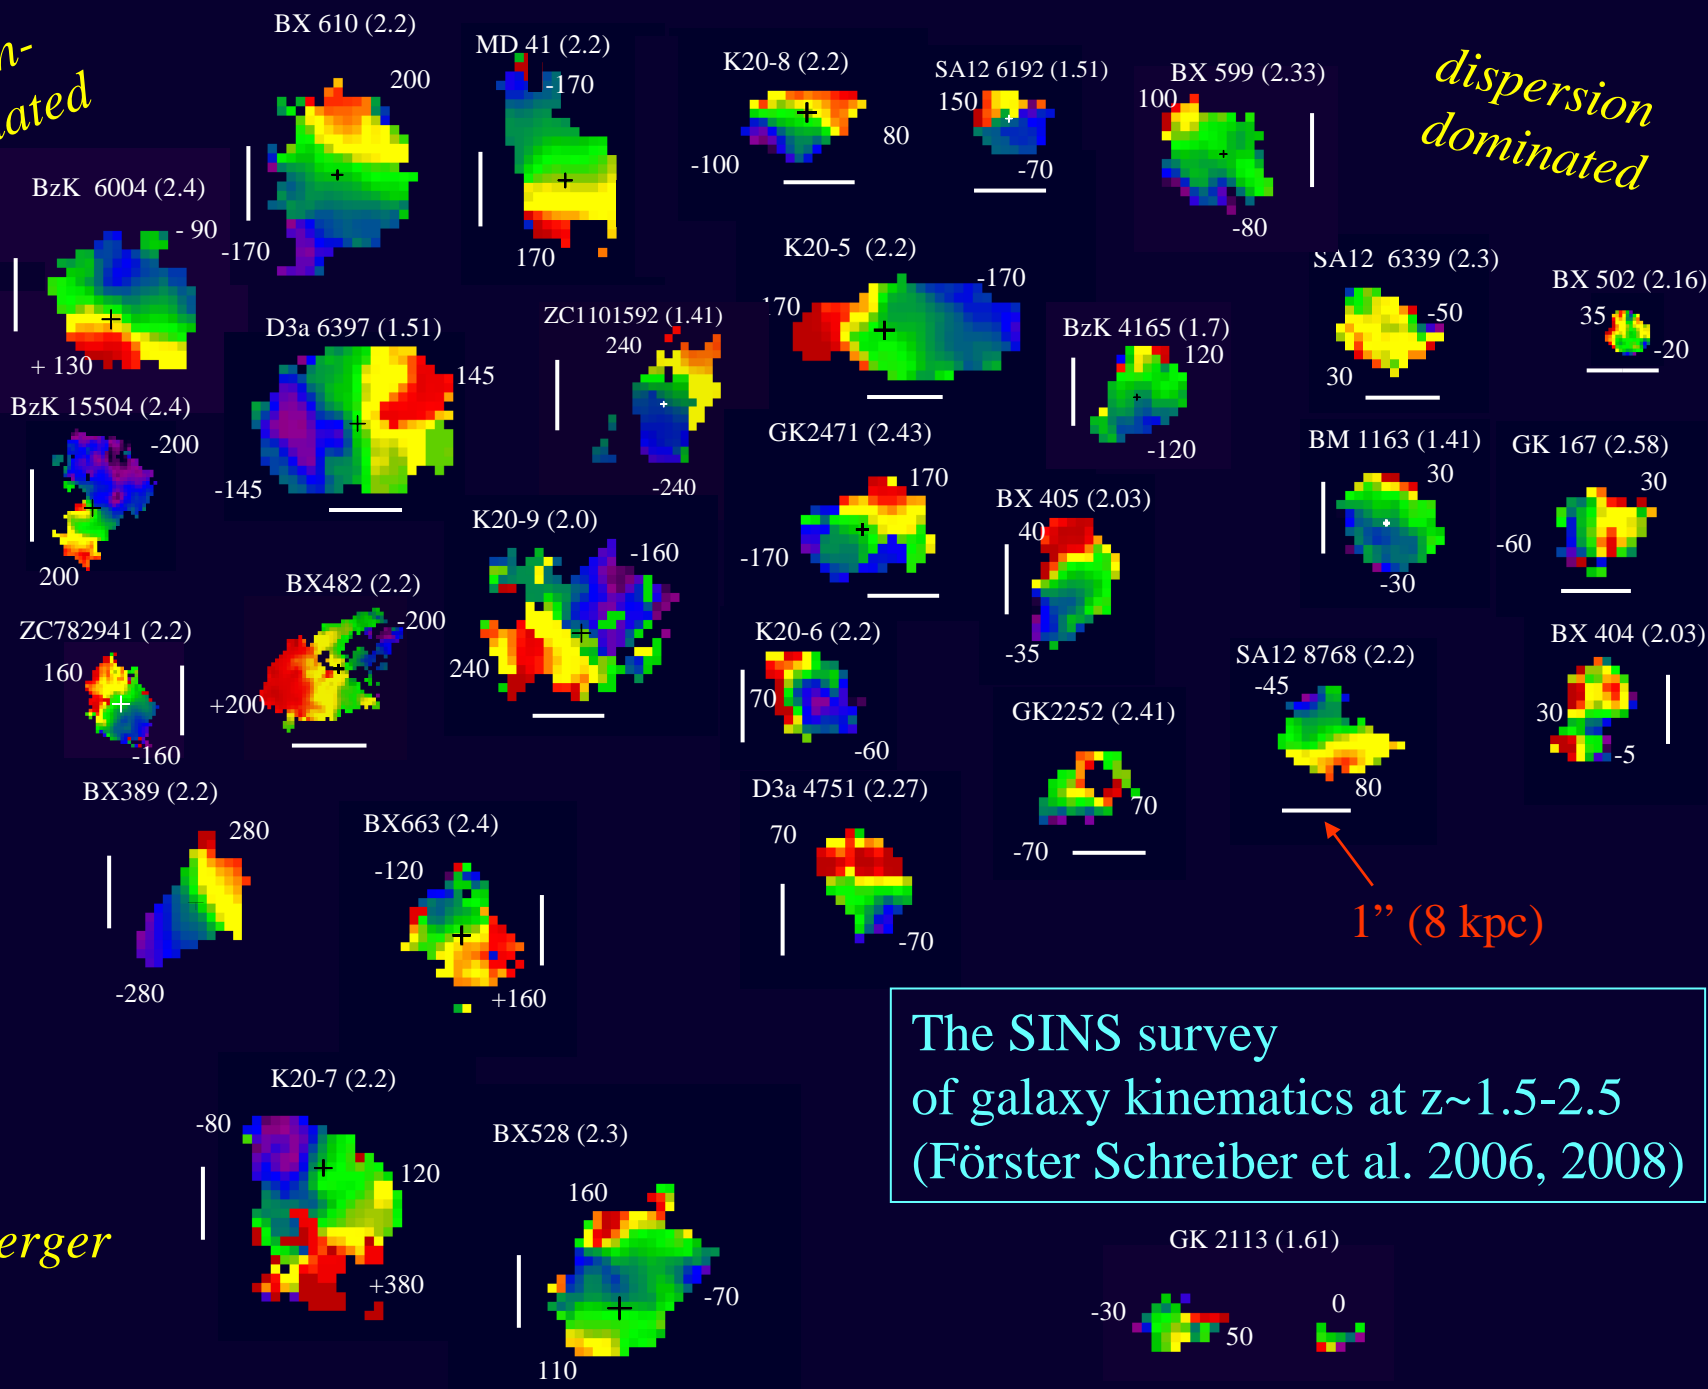 n-
ated
BX 610 (2.2)
200
-170
MD 41 (2.2)
-170
170
K20-8 (2.2)
80
-100
SA12 6192 (1.51)
150
-70
BX 599 (2.33)
100
-80
dispersion
dominated
BzK 6004 (2.4)
- 90
+ 130
D3a 6397 (1.51)
145
-145
ZC1101592 (1.41)
240
-240
K20-5 (2.2)
-170
170
BzK 4165 (1.7)
120
-120
SA12 6339 (2.3)
-50
30
BX 502 (2.16)
35
-20
BzK 15504 (2.4)
-200
200
K20-9 (2.0)
-160
240
GK2471 (2.43)
170
-170
BX 405 (2.03)
40
-35
BM 1163 (1.41)
30
-30
GK 167 (2.58)
30
-60
ZC782941 (2.2)
160
-160
BX482 (2.2)
-200
+200
K20-6 (2.2)
70
-60
GK2252 (2.41)
70
-70
SA12 8768 (2.2)
-45
80
BX 404 (2.03)
30
-5
BX389 (2.2)
280
-280
BX663 (2.4)
-120
+160
D3a 4751 (2.27)
70
-70
1” (8 kpc)
The SINS survey
of galaxy kinematics at z~1.5-2.5
(Förster Schreiber et al. 2006, 2008)
K20-7 (2.2)
-80
120
+380
BX528 (2.3)
160
-70
110
erger
GK 2113 (1.61)
-30
50
0